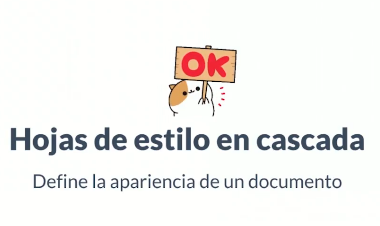 OK
Hojas de estilo en cascada
Define la apariencia de un documento